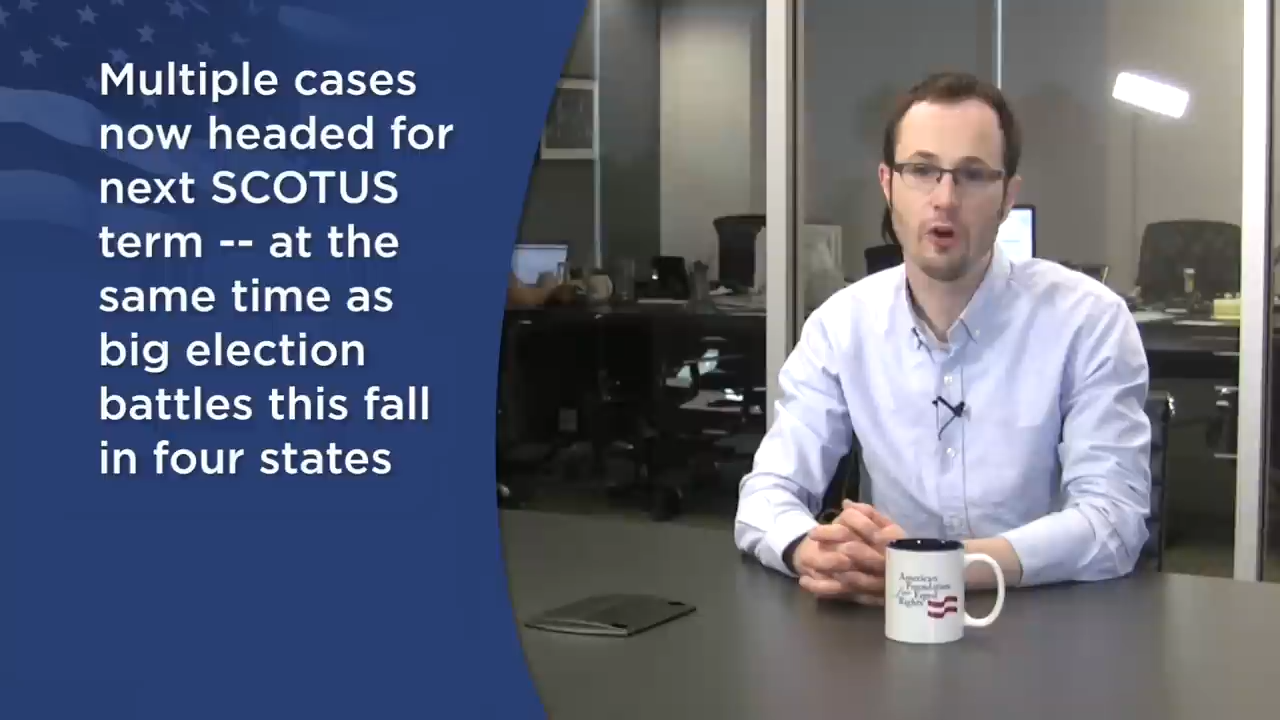 Multiple cases
now headed for
next SCOTUS
term -- at the
same time as
big election
battles this fall
in four states
American
Foundation
for Equal
Rights